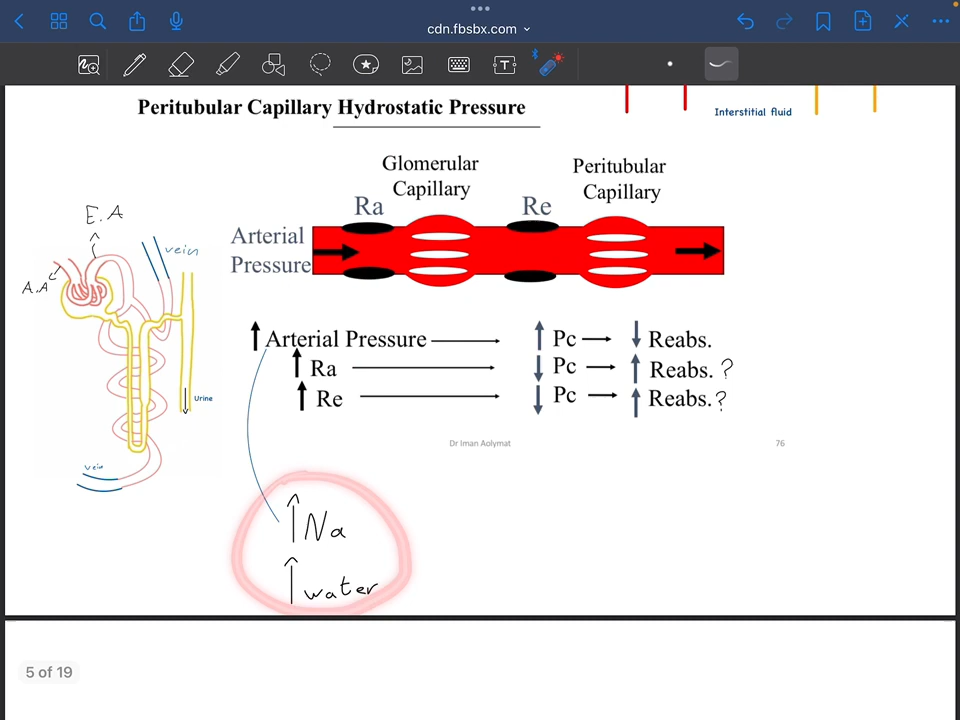 cdn.fbsbx.com
T
Peritubular Capillary Hydrostatic Pressure
Interstitial fluid
Glomerular
Capillary
Peritubular
Capillary
Ra
Re
Arterial
Pressure
E.A
A.A
vein
Urine
vein
↑ Arterial Pressure → ↑ Pc → ↓ Reabs.
↑ Ra → ↓ Pc → ↑ Reabs. ?
↑ Re → ↓ Pc → ↑ Reabs. ?
Dr Iman Aolymat
76
↑ Na
↑ water
5 of 19